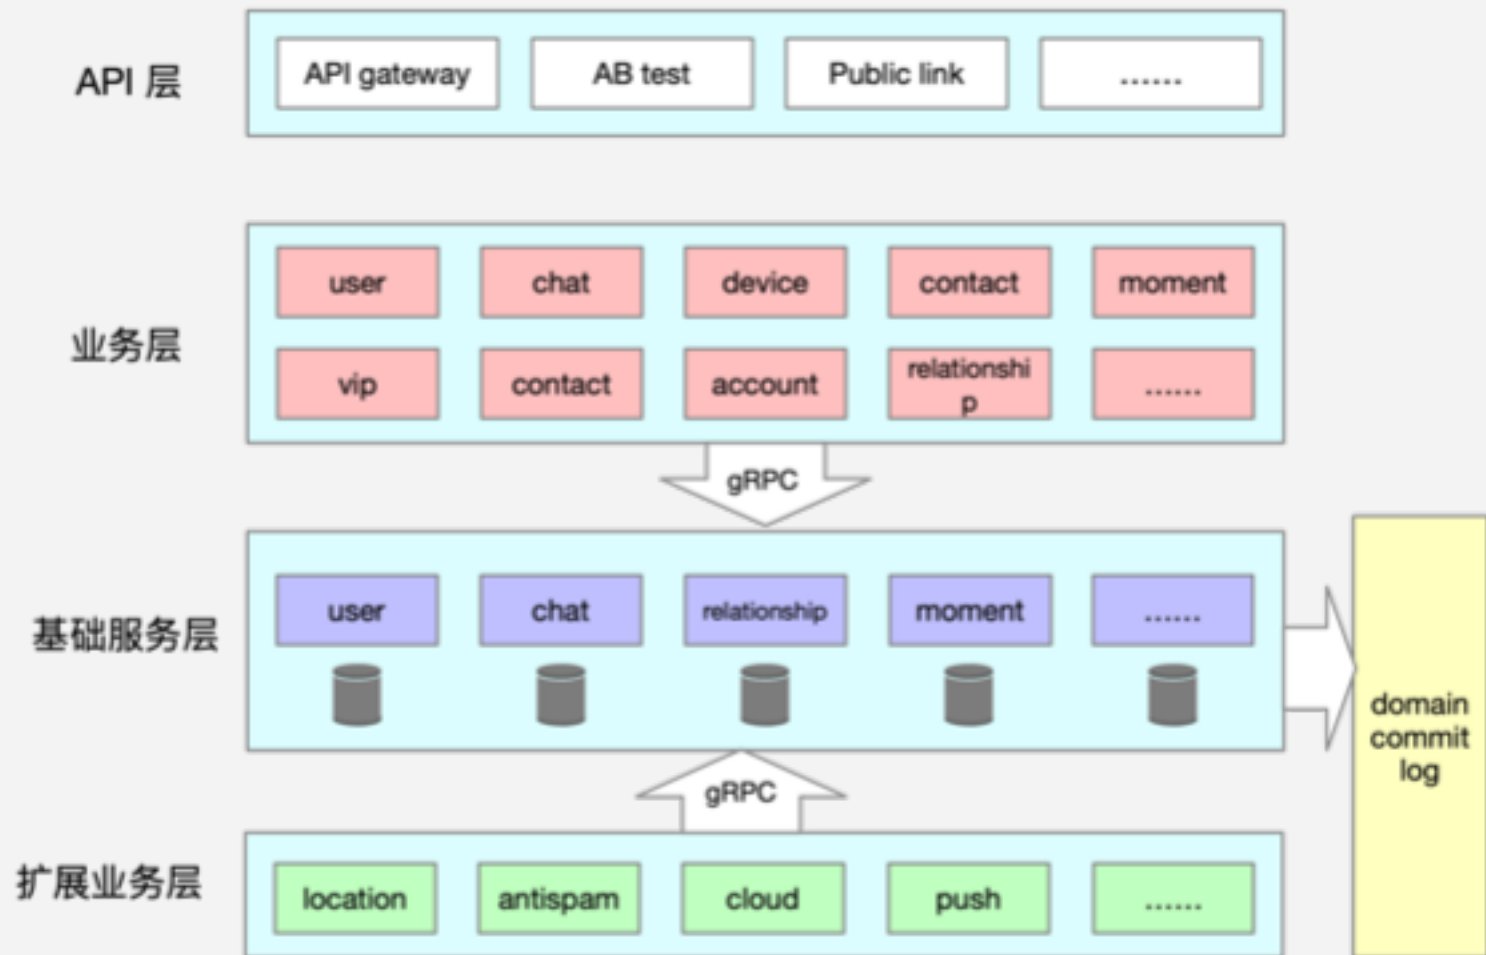 API 层
API gateway
AB test
Public link
......
业务层
user
chat
device
contact
moment
vip
contact
account
relationshi
p
......
gRPC
基础服务层
user
chat
relationship
moment
......
domain
commit
log
gRPC
扩展业务层
location
antispam
cloud
push
......